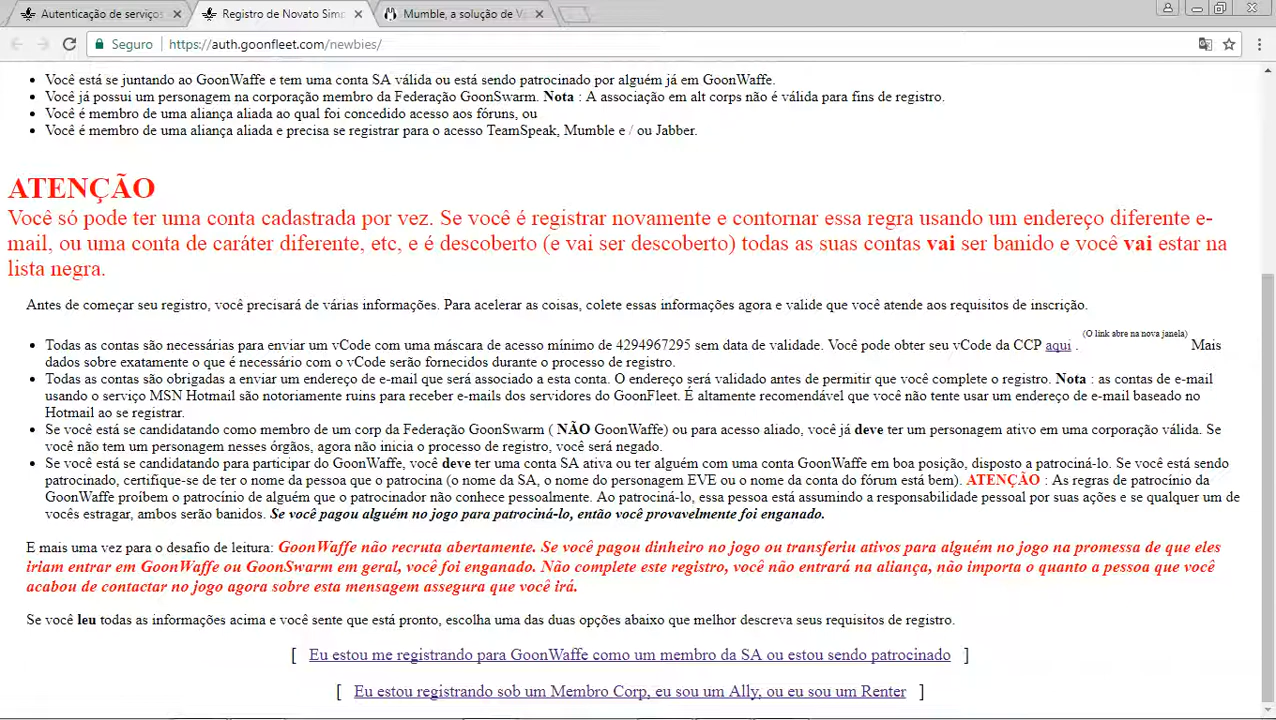 Autenticação de serviços
Registro de Novato Simp
Mumble, a solução de V
Seguro https://auth.goonfleet.com/newbies/
Você está se juntando ao GoonWaffe e tem uma conta SA válida ou está sendo patrocinado por alguém já em GoonWaffe.
Você já possui um personagem na corporação membro da Federação GoonSwarm. Nota : A associação em alt corps não é válida para fins de registro.
Você é membro de uma aliança aliada ao qual foi concedido acesso aos fóruns, ou
Você é membro de uma aliança aliada e precisa se registrar para o acesso TeamSpeak, Mumble e / ou Jabber.
ATENÇÃO
Você só pode ter uma conta cadastrada por vez. Se você é registrar novamente e contornar essa regra usando um endereço diferente e-
mail, ou uma conta de caráter diferente, etc, e é descoberto (e vai ser descoberto) todas as suas contas vai ser banido e você vai estar na
lista negra.
Antes de começar seu registro, você precisará de várias informações. Para acelerar as coisas, colete essas informações agora e valide que você atende aos requisitos de inscrição.
Todas as contas são necessárias para enviar um vCode com uma máscara de acesso mínimo de 4294967295 sem data de validade. Você pode obter seu vCode da CCP aqui . (O link abre na nova janela) Mais
dados sobre exatamente o que é necessário com o vCode serão fornecidos durante o processo de registro.
Todas as contas são obrigadas a enviar um endereço de e-mail que será associado a esta conta. O endereço será validado antes de permitir que você complete o registro. Nota : as contas de e-mail
usando o serviço MSN Hotmail são notoriamente ruins para receber e-mails dos servidores do GoonFleet. É altamente recomendável que você não tente usar um endereço de e-mail baseado no
Hotmail ao se registrar.
Se você está se candidatando como membro de um corp da Federação GoonSwarm ( NÃO GoonWaffe) ou para acesso aliado, você já deve ter um personagem ativo em uma corporação válida. Se
você não tem um personagem nesses órgãos, agora não inicia o processo de registro, você será negado.
Se você está se candidatando para participar do GoonWaffe, você deve ter uma conta SA ativa ou ter alguém com uma conta GoonWaffe em boa posição, disposto a patrociná-lo. Se você está sendo
patrocinado, certifique-se de ter o nome da pessoa que o patrocina (o nome da SA, o nome do personagem EVE ou o nome da conta do fórum está bem). ATENÇÃO : As regras de patrocínio da
GoonWaffe proíbem o patrocínio de alguém que o patrocinador não conhece pessoalmente. Ao patrociná-lo, essa pessoa está assumindo a responsabilidade pessoal por suas ações e se qualquer um de
vocês estragar, ambos serão banidos. Se você pagou alguém no jogo para patrociná-lo, então você provavelmente foi enganado.
E mais uma vez para o desafio de leitura: GoonWaffe não recruta abertamente. Se você pagou dinheiro no jogo ou transferiu ativos para alguém no jogo na promessa de que eles
iriam entrar em GoonWaffe ou GoonSwarm em geral, você foi enganado. Não complete este registro, você não entrará na aliança, não importa o quanto a pessoa que você
acabou de contactar no jogo agora sobre esta mensagem assegura que você irá.
Se você leu todas as informações acima e você sente que está pronto, escolha uma das duas opções abaixo que melhor descreva seus requisitos de registro.
[ Eu estou me registrando para GoonWaffe como um membro da SA ou estou sendo patrocinado ]
[ Eu estou registrando sob um Membro Corp, eu sou um Ally, ou eu sou um Renter ]